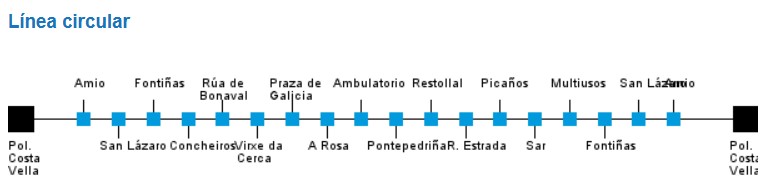 Línea circular
Amio
Fontiñas
Rúa de
Bonaval
Praza de
Galicia
Ambulatorio
Restollal
Picaños
Multiusos
San Lázaro
Amio
Pol.
Costa
Vella
San Lázaro
Concheiros
Virxe da
Cerca
A Rosa
Pontepedriña
R. Estrada
Sar
Fontiñas
Pol.
Costa
Vella